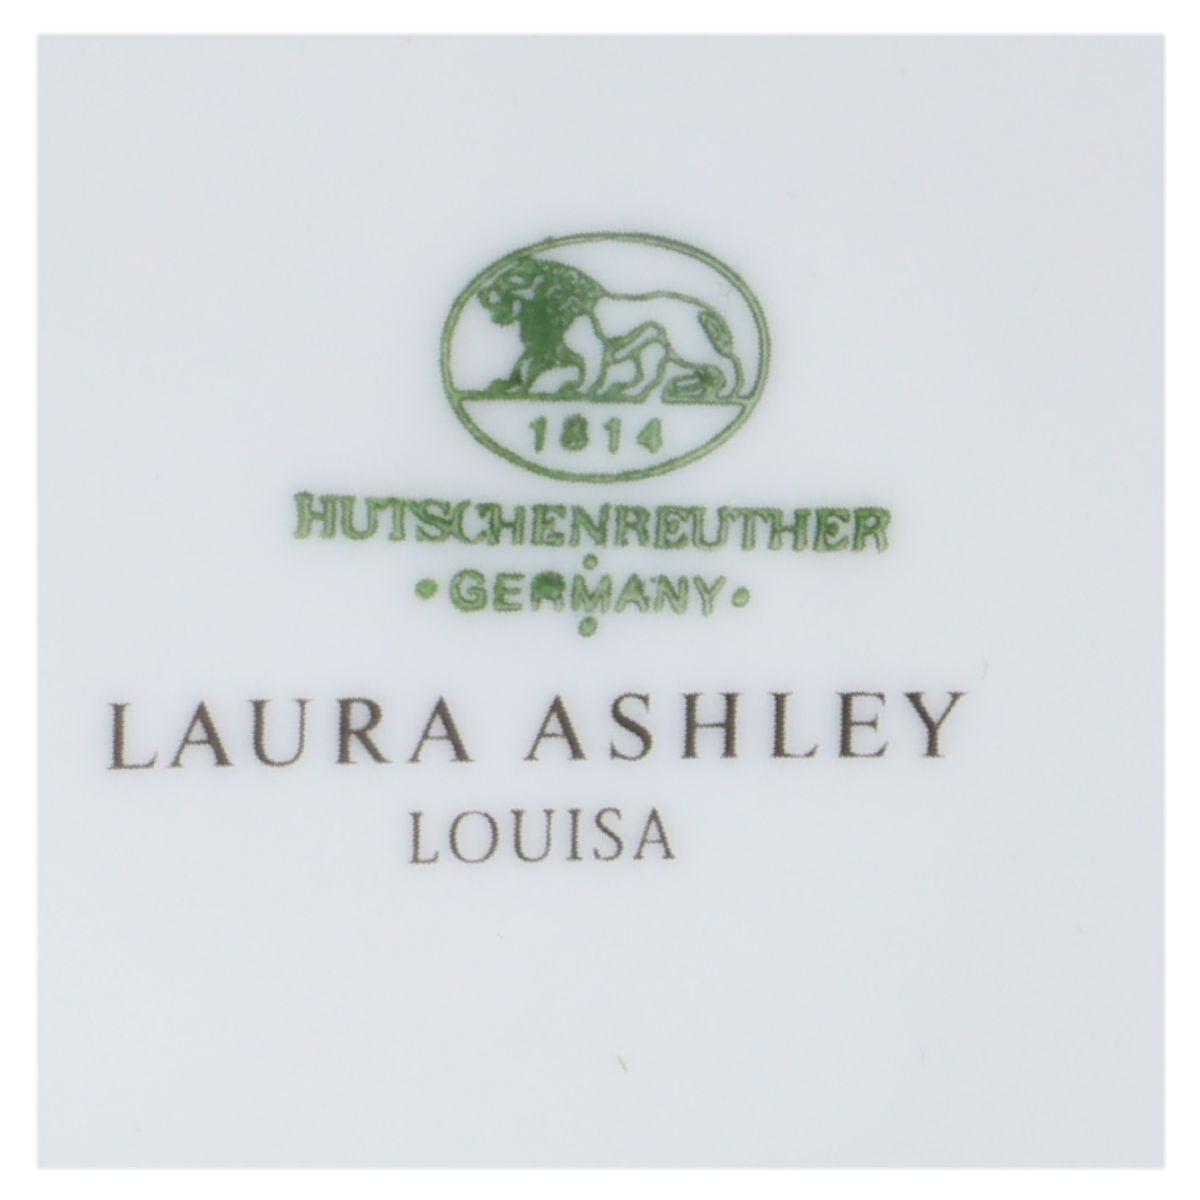 1814
HUTSCHENREUTHER
·GERMANY·
LAURA ASHLEY
LOUISA